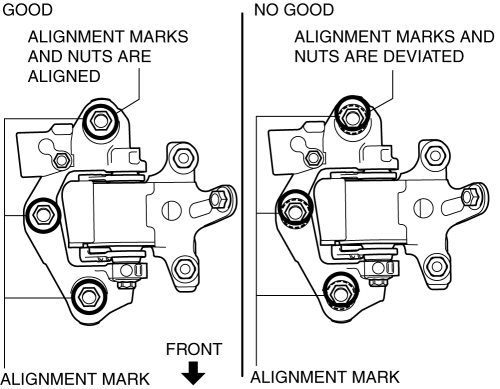 GOOD
ALIGNMENT MARKS
AND NUTS ARE
ALIGNED
ALIGNMENT MARK
FRONT
NO GOOD
ALIGNMENT MARKS AND
NUTS ARE DEVIATED
ALIGNMENT MARK